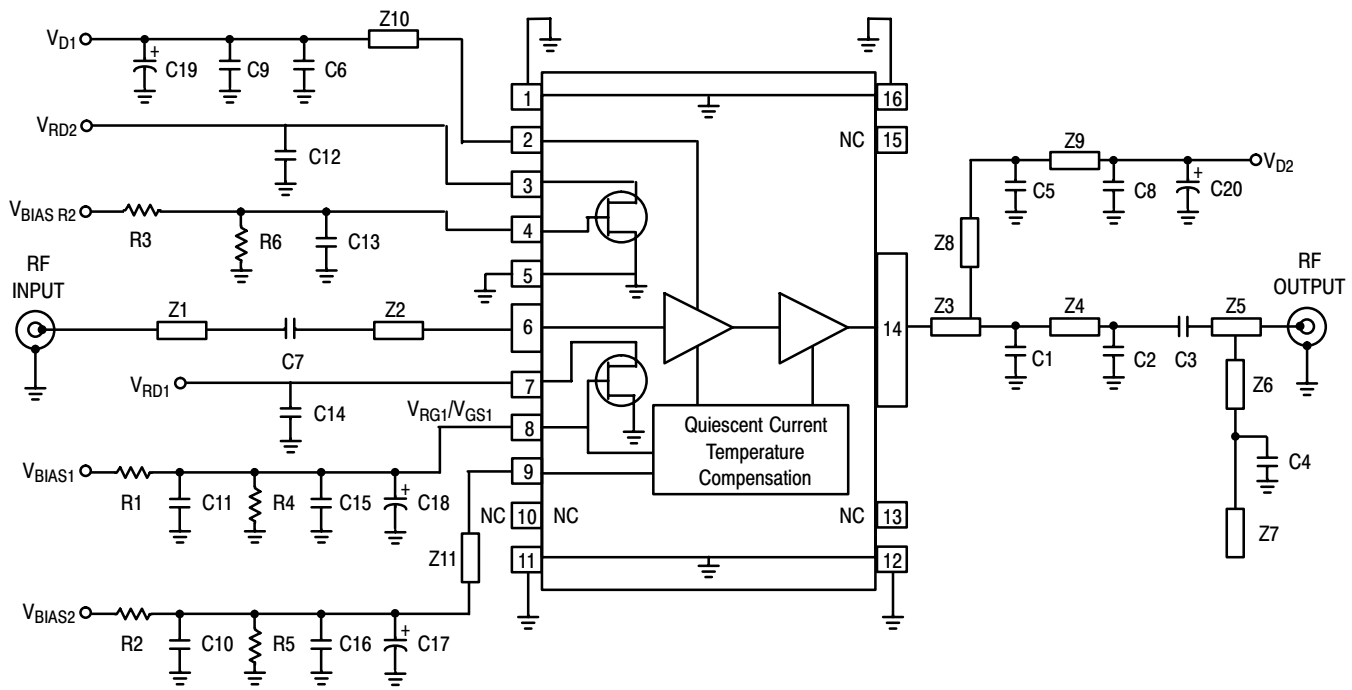 Z10
VD1
C19
C9
C6
+
1
16
VRD2
C12
2
NC 15
Z9
VD2
3
C5
C8
C20
+
VBIAS R2
R3
R6
C13
4
Z8
5
RF
INPUT
Z1
C7
Z2
6
14
Z3
Z4
Z5
RF
OUTPUT
C1
C2
C3
VRD1
C14
7
Z6
VRG1/VGS1
8
Quiescent Current
Temperature
Compensation
C4
VBIAS1
R1
C11
R4
C15
C18
+
9
NC 10 NC
NC 13
Z7
Z11
11
12
VBIAS2
R2
C10
R5
C16
C17
+